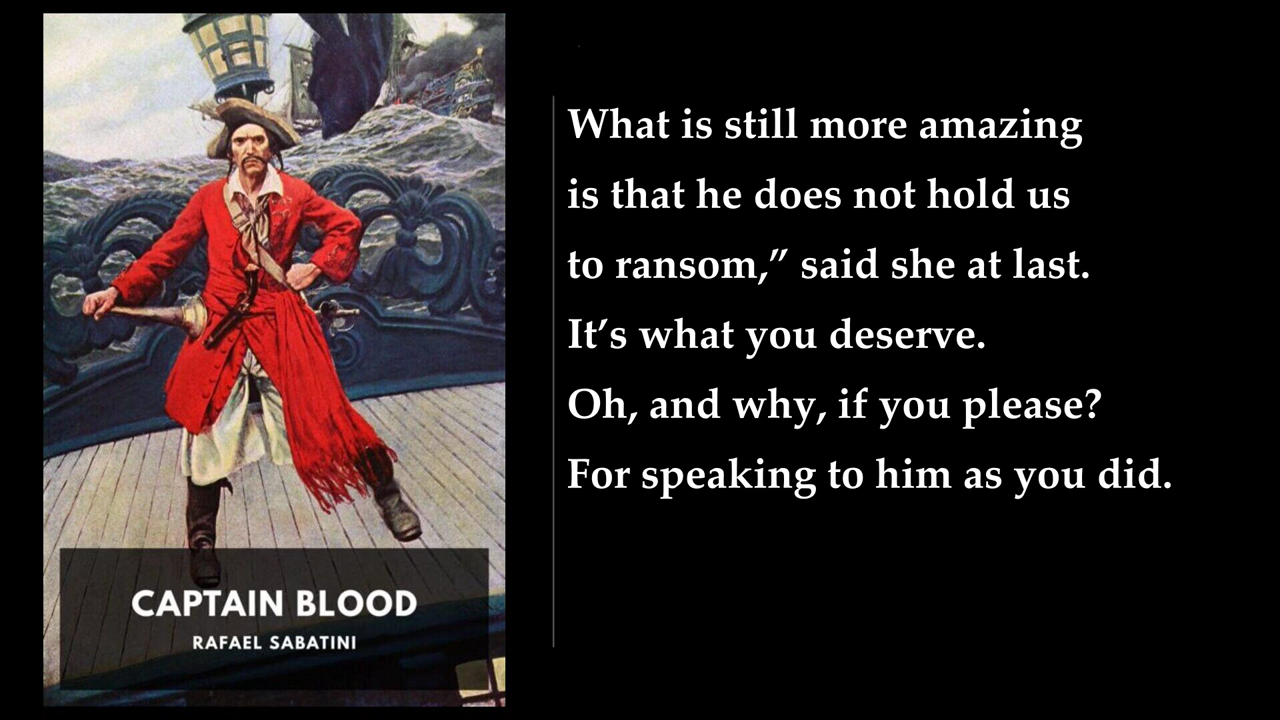 CAPTAIN BLOOD
RAFAEL SABATINI
What is still more amazing
is that he does not hold us
to ransom,” said she at last.
It’s what you deserve.
Oh, and why, if you please?
For speaking to him as you did.